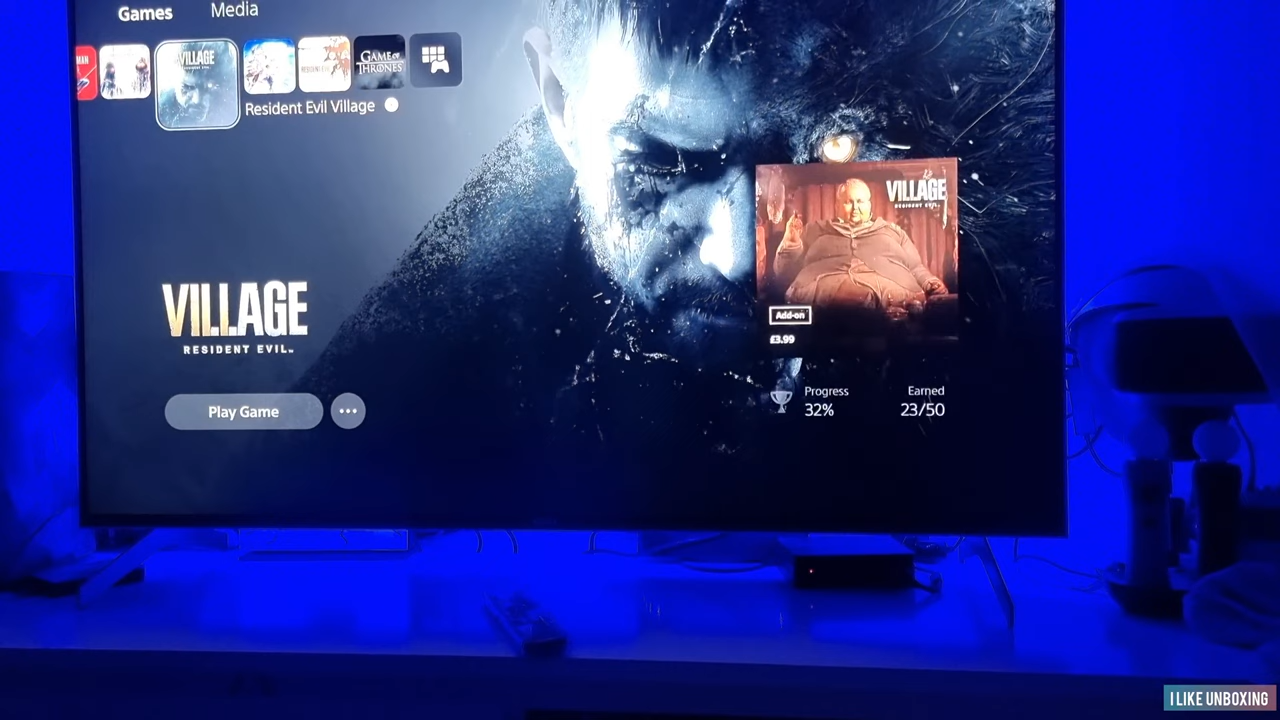 Games
Media
VILLAGE
GAME OF
THRONES
Resident Evil Village
VILLAGE
RESIDENT EVIL
Add-on
£3.99
VILLAGE
RESIDENT EVIL
Progress
32%
Earned
23/50
Play Game
I LIKE UNBOXING